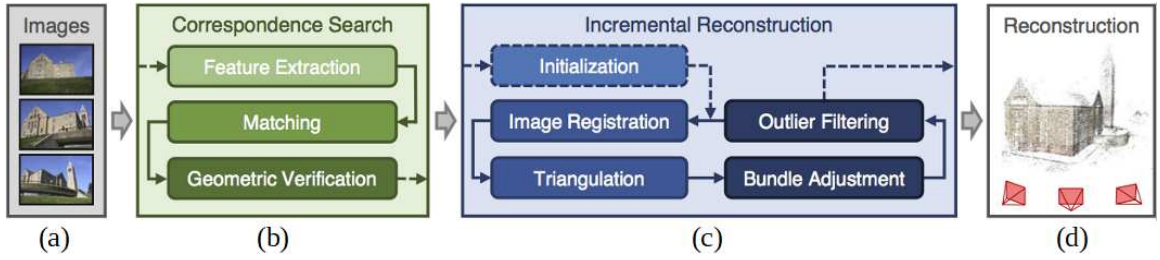 Images
Correspondence Search
Feature Extraction
Matching
Geometric Verification
Incremental Reconstruction
Initialization
Image Registration
Outlier Filtering
Triangulation
Bundle Adjustment
Reconstruction
(a)
(b)
(c)
(d)